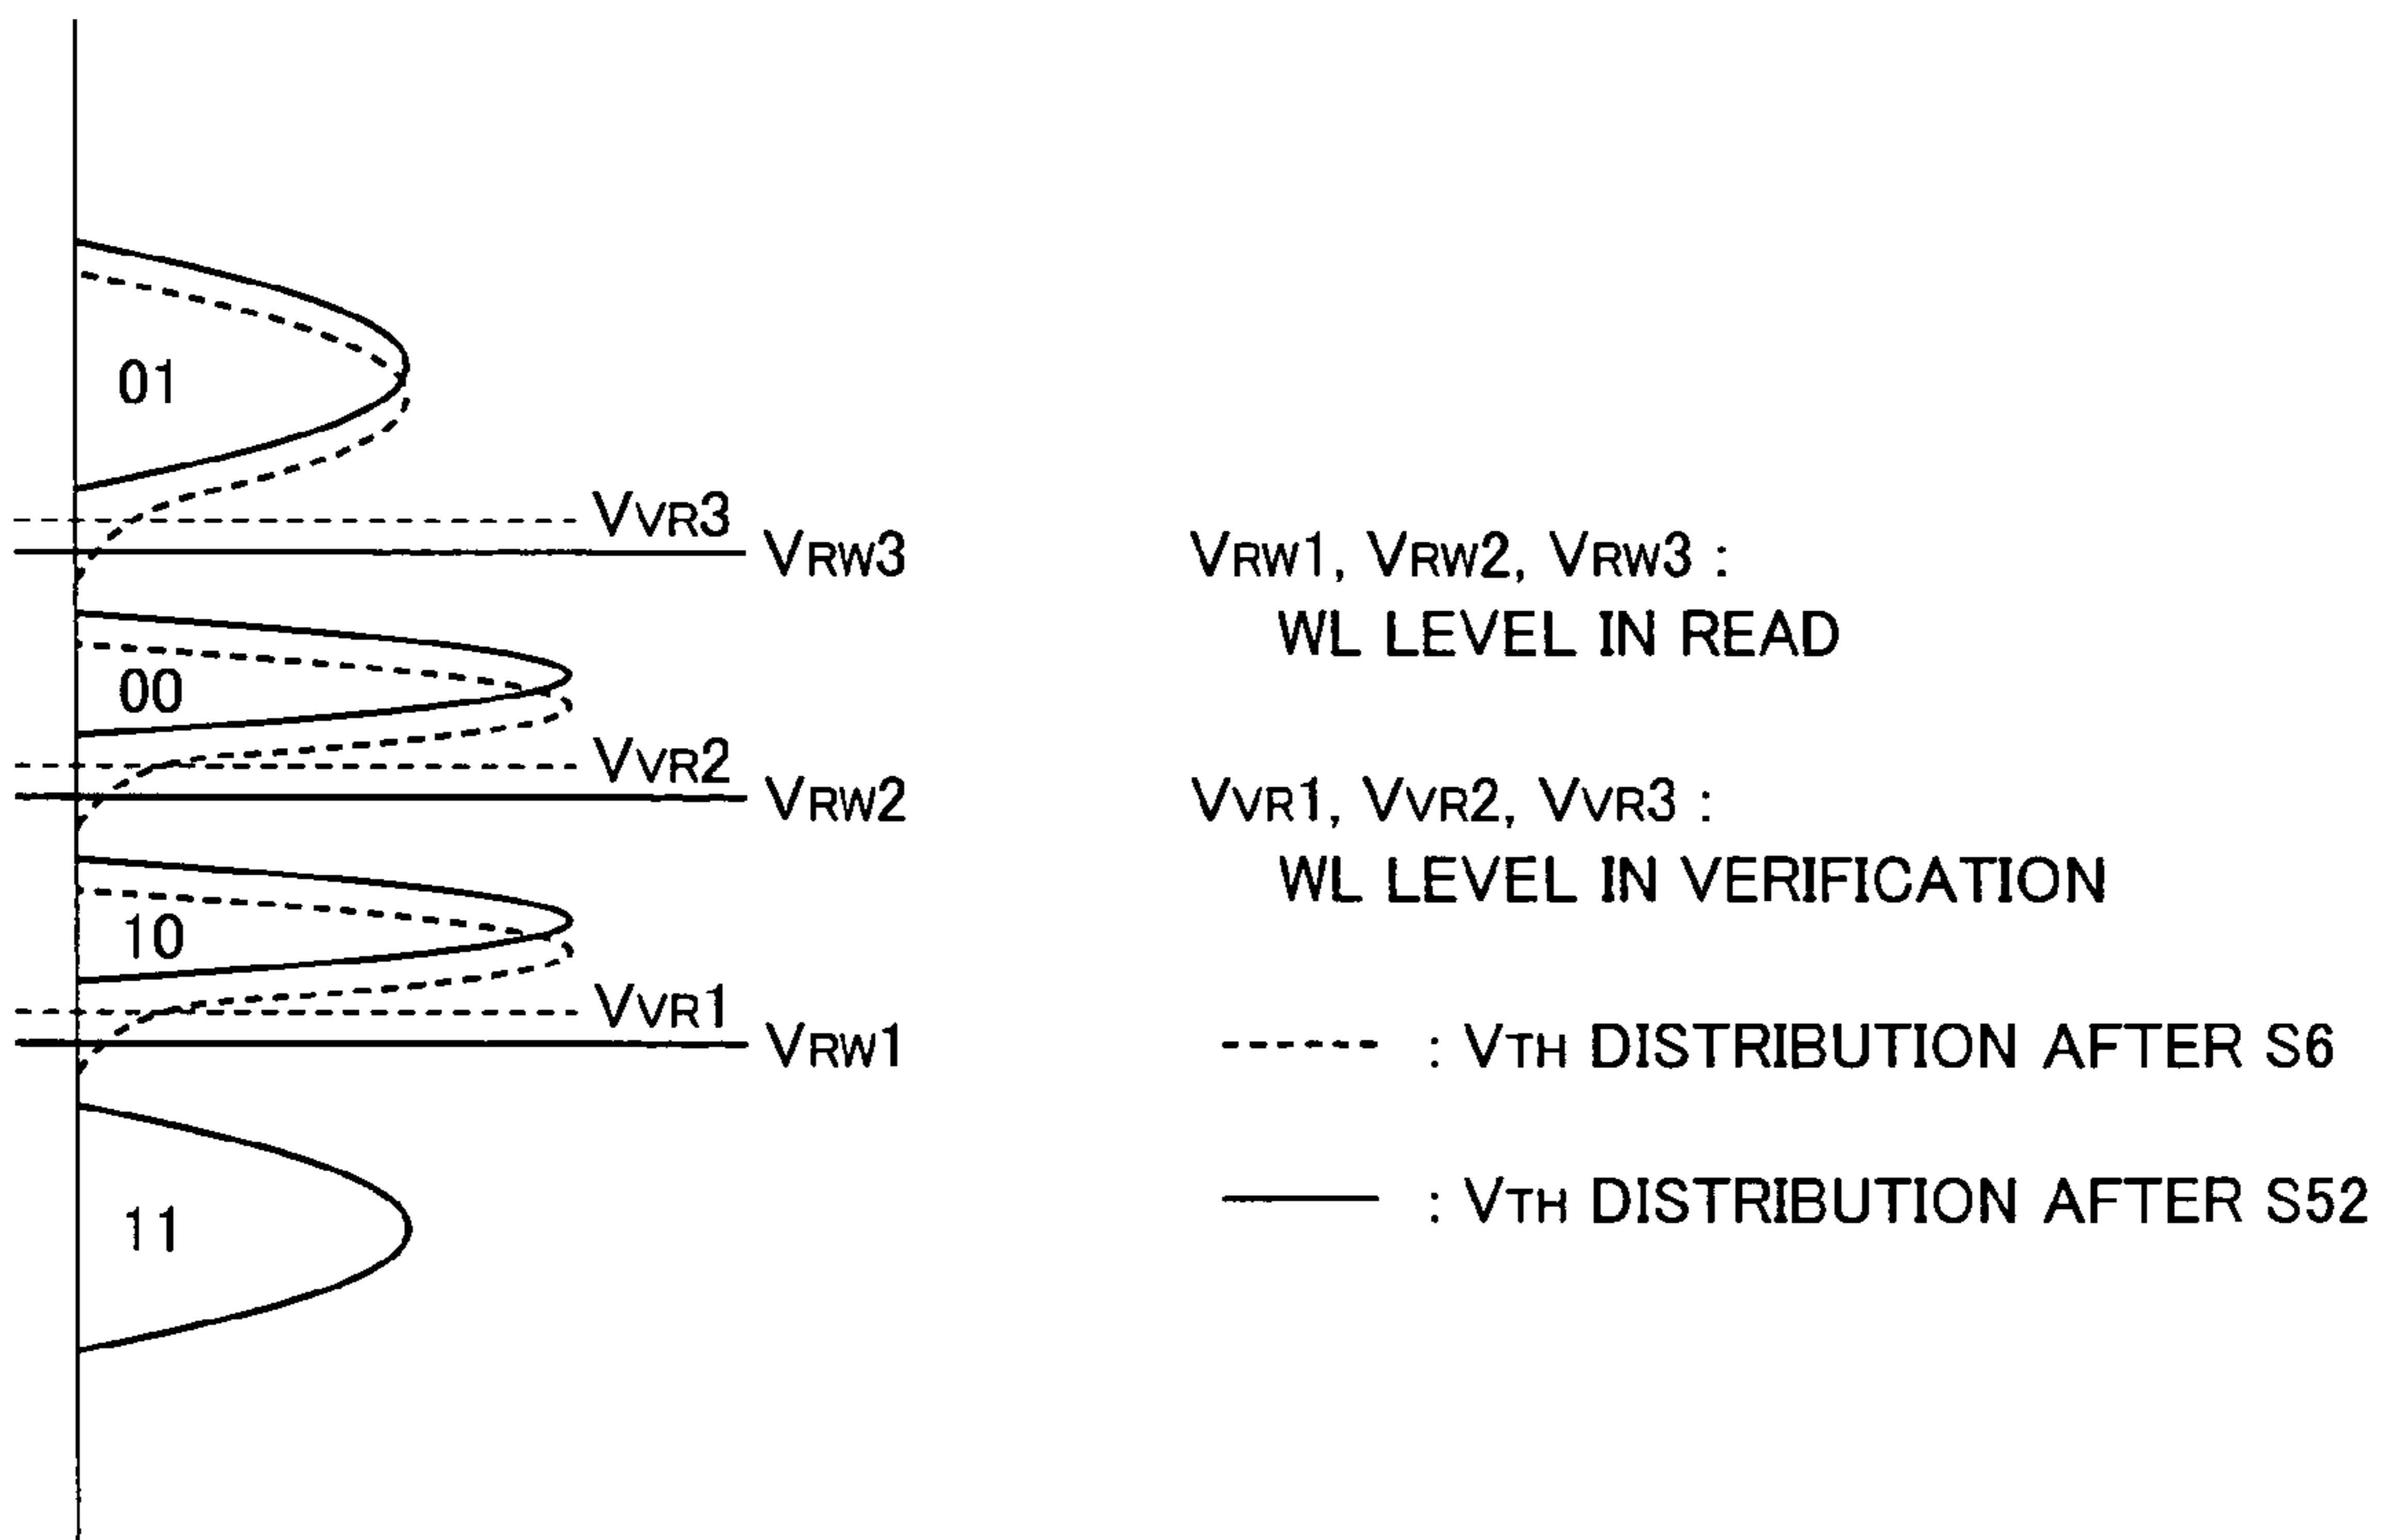 01
VVR3
VRW3
00
VVR2
VRW2
10
VVR1
VRW1
11
VRW1, VRW2, VRW3 :
WL LEVEL IN READ
VVR1, VVR2, VVR3 :
WL LEVEL IN VERIFICATION
: VTH DISTRIBUTION AFTER S6
: VTH DISTRIBUTION AFTER S52